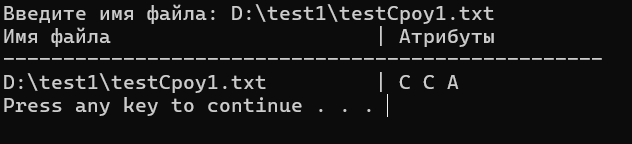 Введите имя файла: D:\test1\testCpoy1.txt
Имя файла | Атрибуты
--------------------------------------------------
D:\test1\testCpoy1.txt | С С А
Press any key to continue . . .